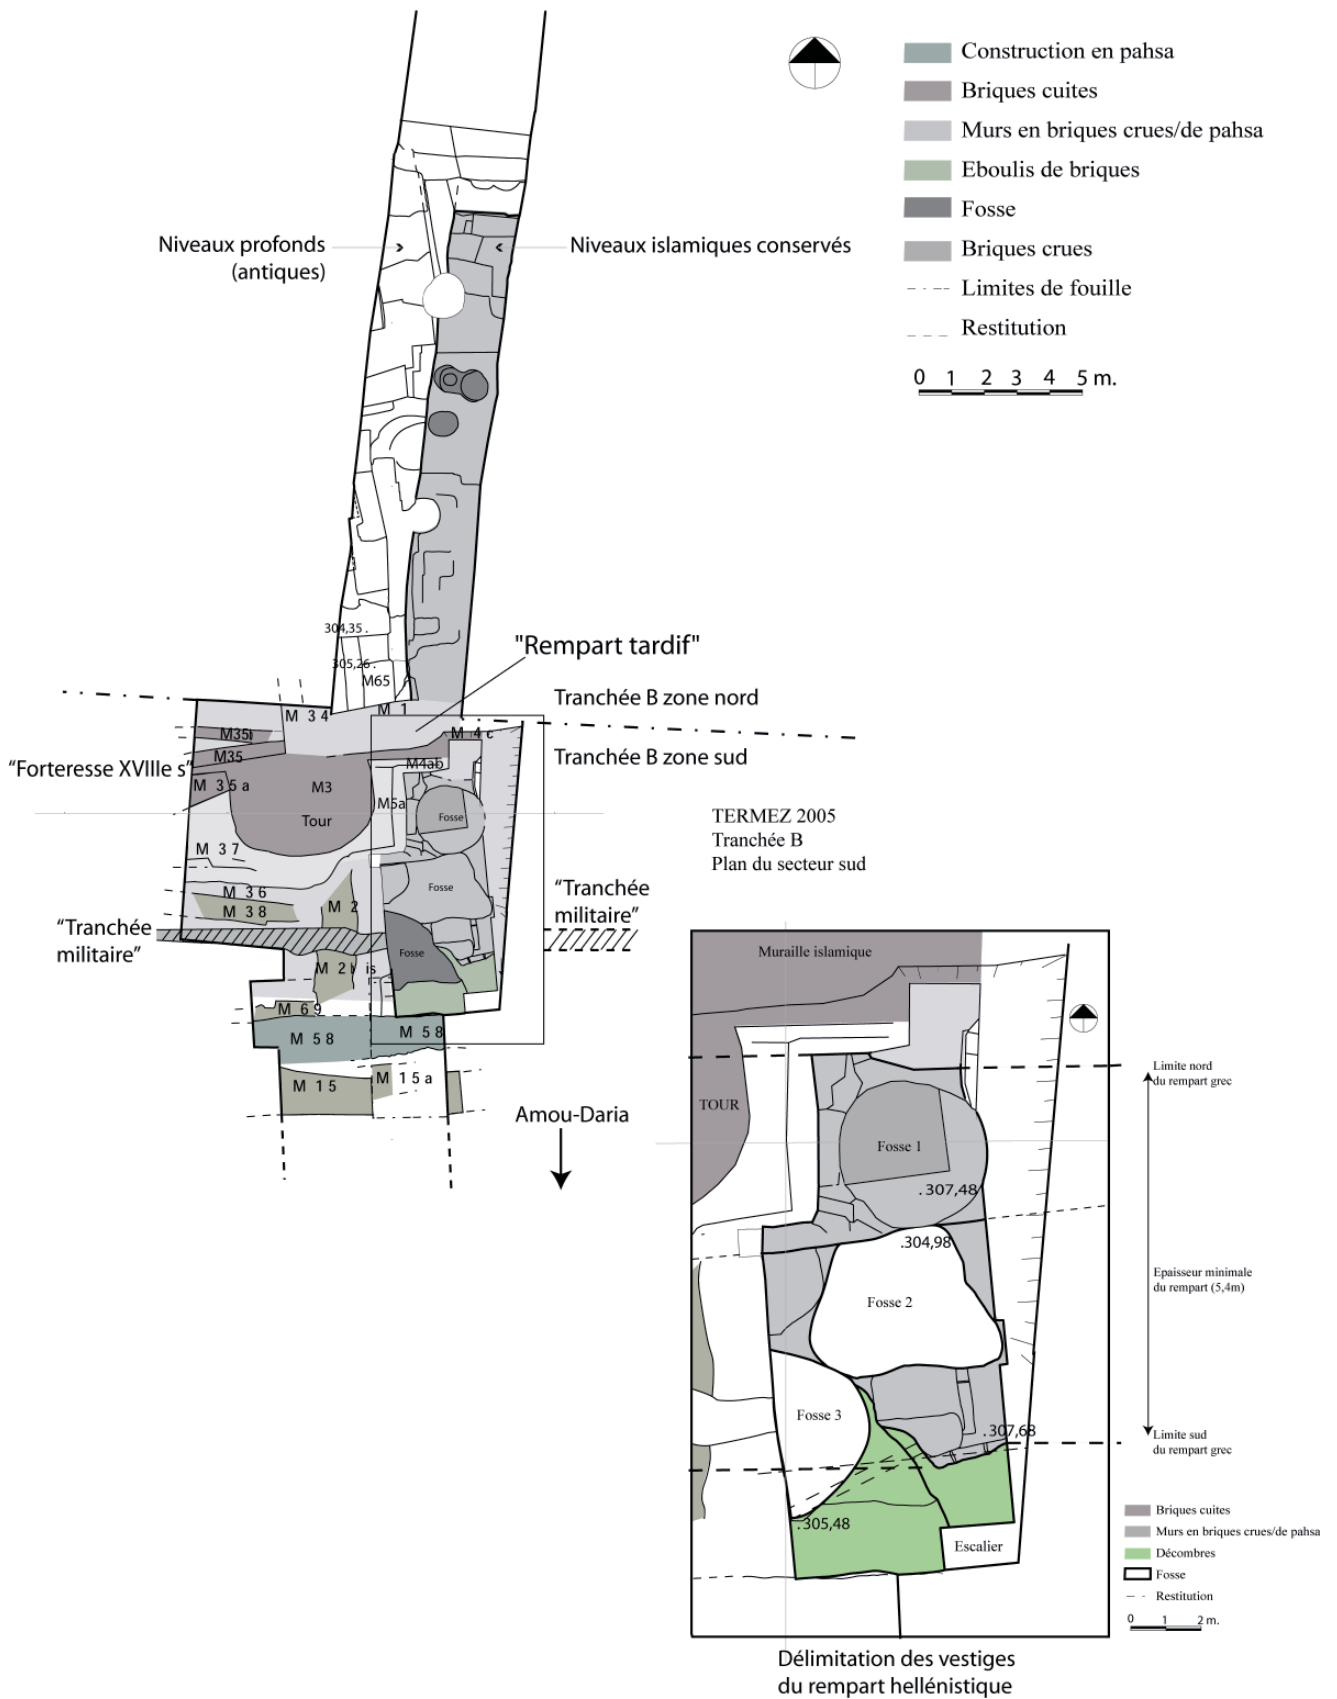 Construction en pahsa
Briques cuites
Murs en briques crues/de pahsa
Eboulis de briques
Fosse
Briques crues
Limites de fouille
Restitution
0 1 2 3 4 5 m.
Niveaux profonds
(antiques)
Niveaux islamiques conservés
304,35 .
305,26 .
M65
"Rempart tardif"
Tranchée B zone nord
Tranchée B zone sud
M 34
M 1
M 4 c
M35
M4ab
"Forteresse XVIIIe s"
M 35 a
M3
M5a
Tour
Fosse
M 37
Fosse
M 36
M 38
M 2
"Tranchée
militaire"
"Tranchée
militaire"
Fosse
M 2 bis
M 69
M 58
M 58
M 15
M 15a
Amou-Daria
TERMEZ 2005
Tranchée B
Plan du secteur sud
Muraille islamique
TOUR
Fosse 1
.307,48
.304,98
Fosse 2
Fosse 3
.307,68
.305,48
Escalier
Limite nord
du rempart grec
Epaisseur minimale
du rempart (5,4m)
Limite sud
du rempart grec
Briques cuites
Murs en briques crues/de pahsa
Décombres
Fosse
Restitution
0 1 2 m.
Délimitation des vestiges
du rempart hellénistique